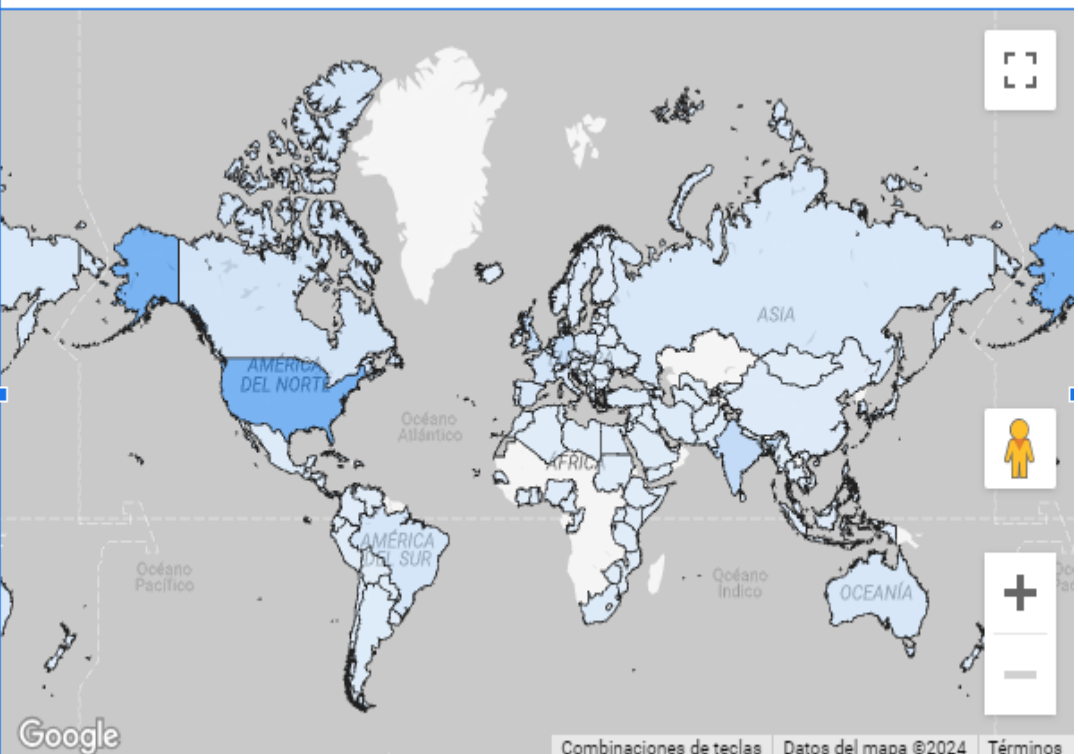 ASIA
AMÉRICA
DEL NORTE
Océano
Atlántico
ÁFRICA
AMÉRICA
DEL SUR
Océano
Pacífico
Océano
Índico
OCEANÍA
Google
Combinaciones de teclas
Datos del mapa ©2024
Términos